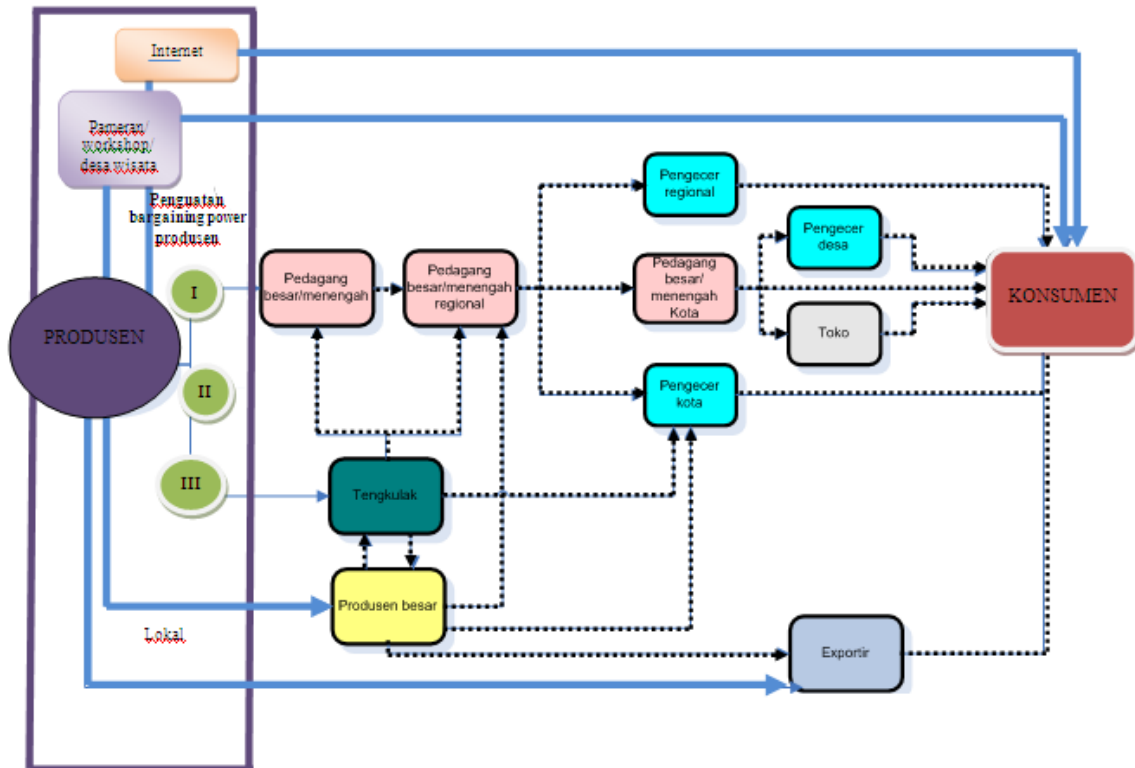 Internet
Pameran/
workshop/
desa wisata
Penguatan
bargaining power
produsen
PRODUSEN
I
II
III
Lokal
Pedagang
besar/menengah
Pedagang
besar/menengah
regional
Tengkulak
Produsen besar
Pengecer
regional
Pedagang
besar/
menengah
Kota
Pengecer
kota
Pengecer
desa
Toko
Exportir
KONSUMEN